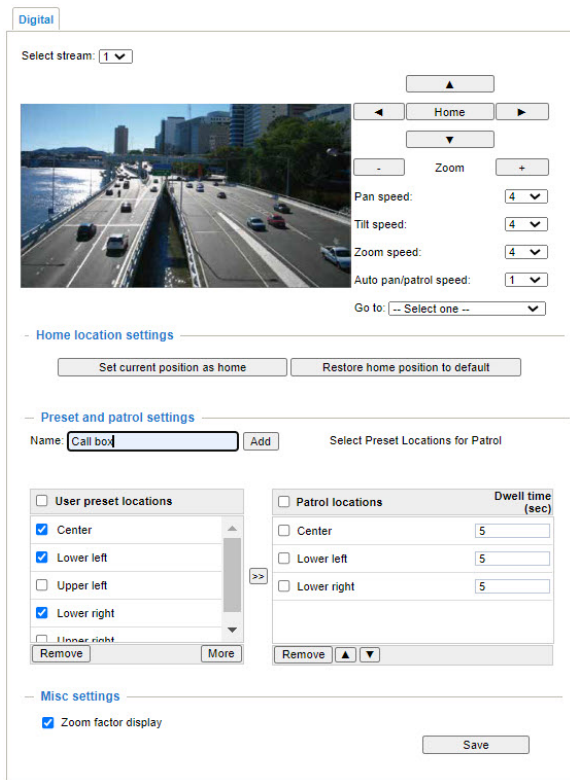 Digital
Select stream: 1
▲
◄ Home ►
▼
- Zoom +
Pan speed: 4
Tilt speed: 4
Zoom speed: 4
Auto pan/patrol speed: 1
Go to: -- Select one --
Home location settings
Set current position as home Restore home position to default
Preset and patrol settings
Name: Call box Add Select Preset Locations for Patrol
User preset locations
Center
Lower left
Upper left
Lower right
Upper right
Remove More
>>
Patrol locations Dwell time (sec)
Center 5
Lower left 5
Lower right 5
Remove ▲ ▼
Misc settings
Zoom factor display
Save